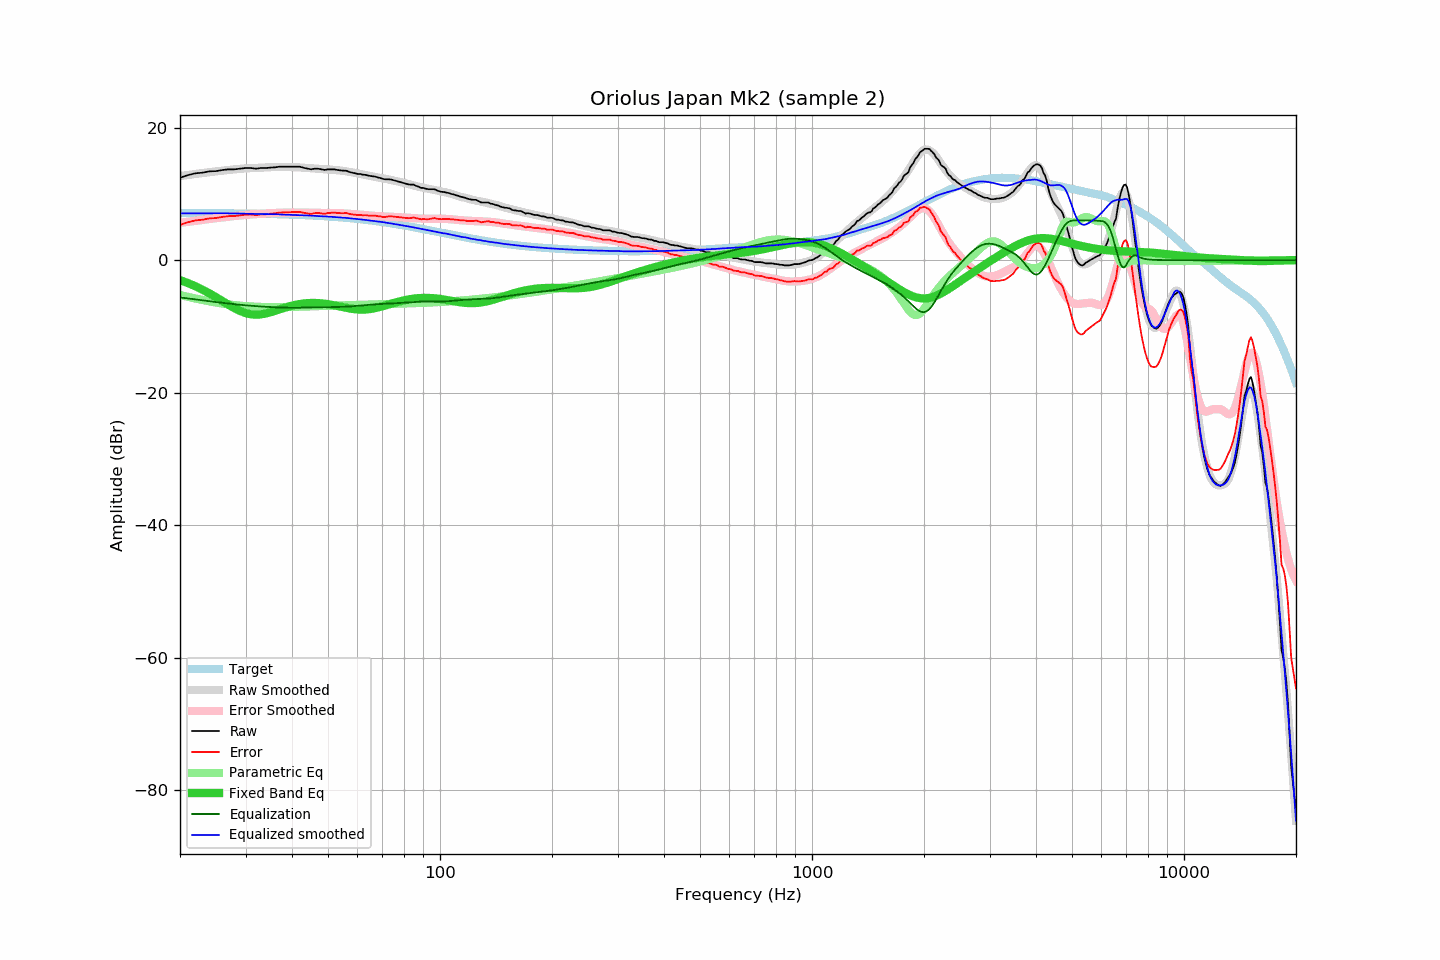 Oriolus Japan Mk2 (sample 2)
20
0
−20
−40
−60
−80
Amplitude (dBr)
Target
Raw Smoothed
Error Smoothed
Raw
Error
Parametric Eq
Fixed Band Eq
Equalization
Equalized smoothed
100
1000
10000
Frequency (Hz)